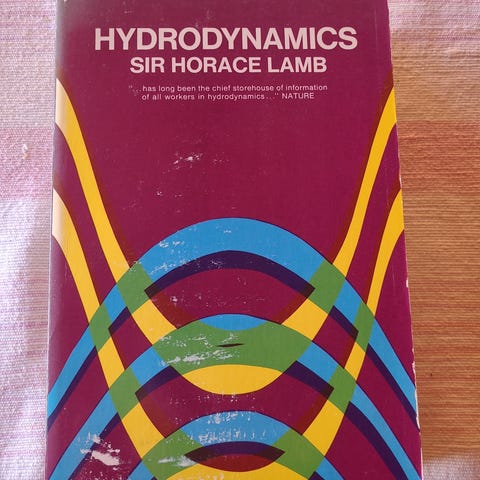 HYDRODYNAMICS
SIR HORACE LAMB
"...has long been the chief storehouse of information
of all workers in hydrodynamics..." NATURE